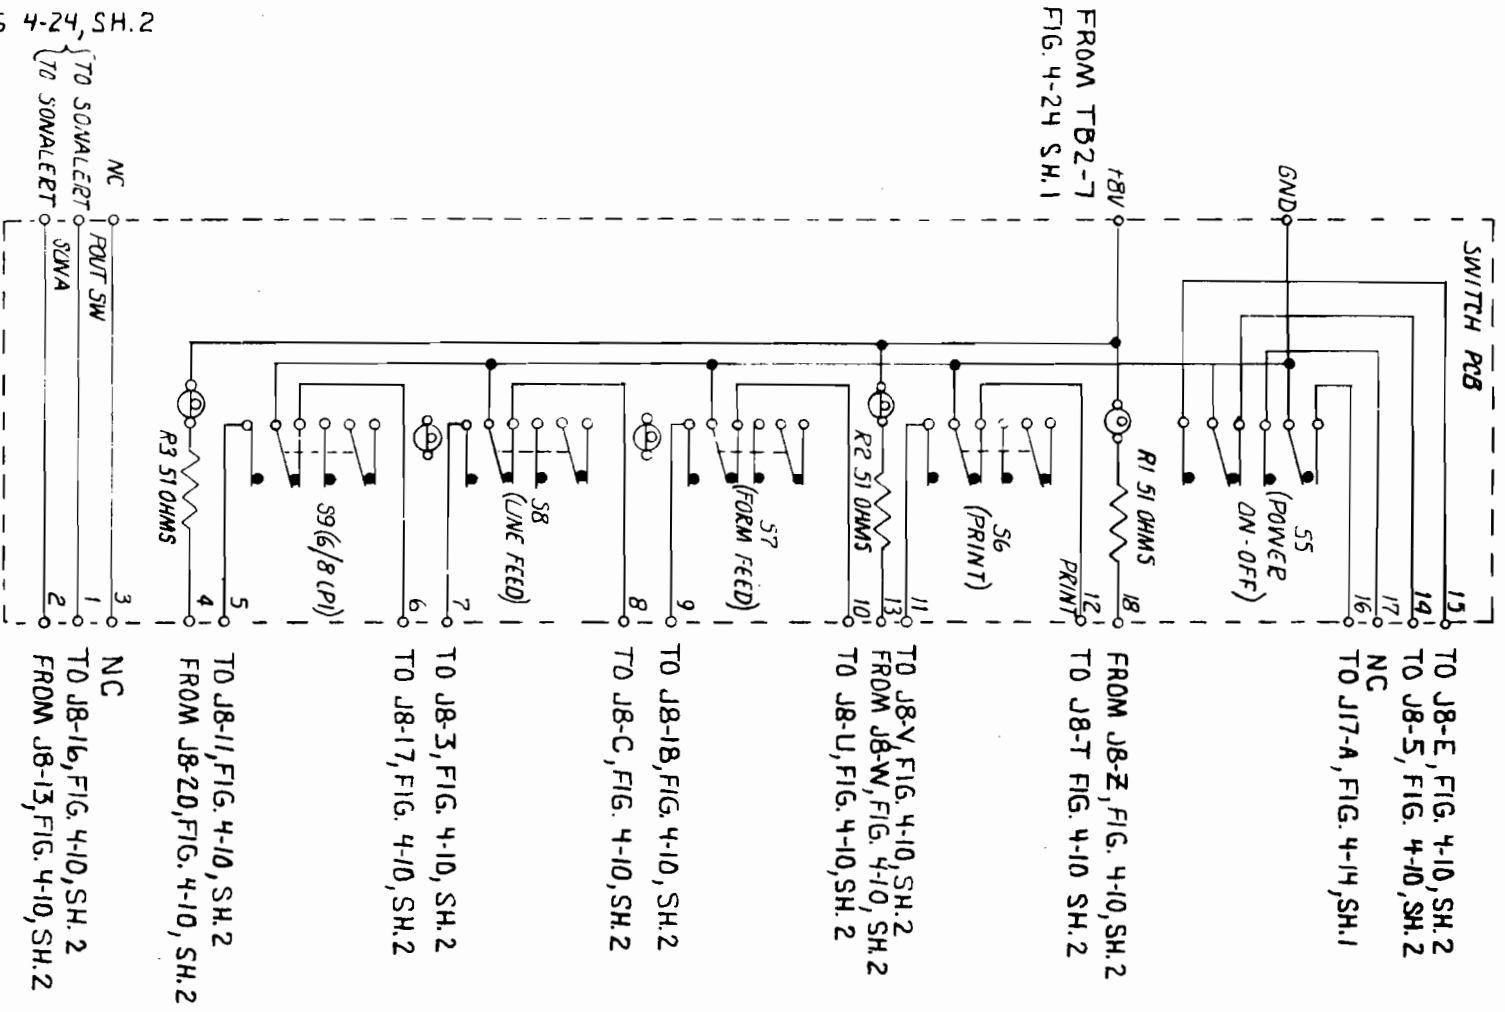 SWITCH PCB
GND
+8V
FROM TB2-7
FIG. 4-24 SH.1
NC
TO SONALERT
TO SONALERT
4-24, SH.2
POUT SW
S5
(POWER
ON-OFF)
R1 51 OHMS
PRINT
S6
(PRINT)
R2 51 OHMS
S7
(FORM FEED)
S8
(LINE FEED)
S9 (6/8 LPI)
R3 51 OHMS
15 TO J8-E, FIG. 4-10, SH.2
14 TO J8-5, FIG. 4-10, SH.2
17 NC
16 TO J17-A, FIG. 4-14, SH.1
18 FROM J8-Z, FIG. 4-10, SH.2
12 TO J8-T FIG. 4-10 SH.2
11 TO J8-V, FIG. 4-10, SH.2
13 FROM J8-W, FIG. 4-10, SH.2
10 TO J8-U, FIG. 4-10, SH.2
9 TO J8-18, FIG. 4-10, SH.2
8 TO J8-C, FIG. 4-10, SH.2
7 TO J8-3, FIG. 4-10, SH.2
6 TO J8-17, FIG. 4-10, SH.2
5 TO J8-11, FIG. 4-10, SH.2
4 FROM J8-20, FIG. 4-10, SH.2
3 NC
1 TO J8-16, FIG. 4-10, SH.2
2 FROM J8-13, FIG. 4-10, SH.2